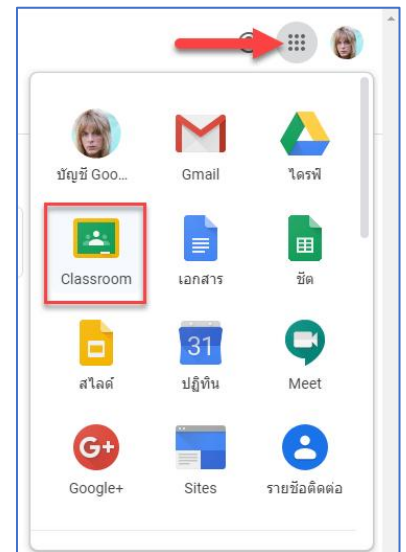 บัญชี Goo...
Gmail
ไดรฟ์
Classroom
เอกสาร
ชีต
สไลด์
31
ปฏิทิน
Meet
G+
Google+
Sites
รายชื่อติดต่อ